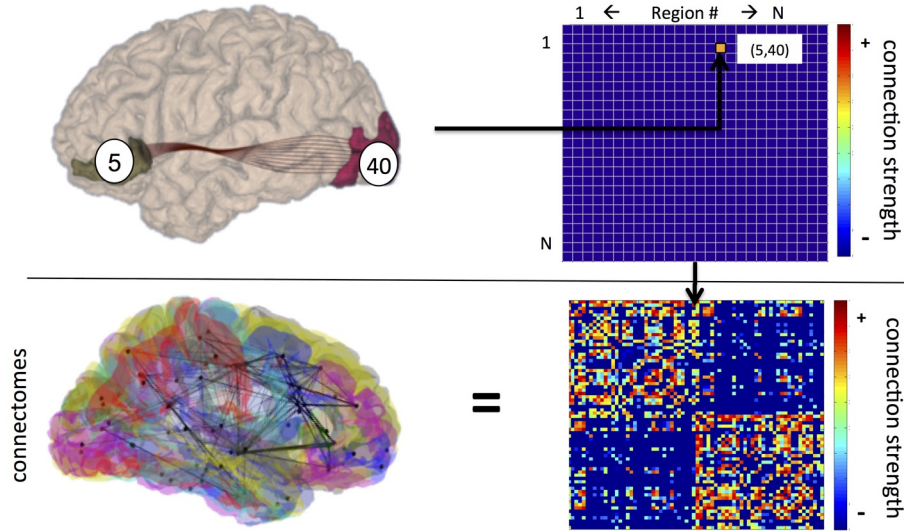 1 ← Region # → N
1
N
5
40
(5,40)
+
connection strength
-
connectomes
=
+
connection strength
-